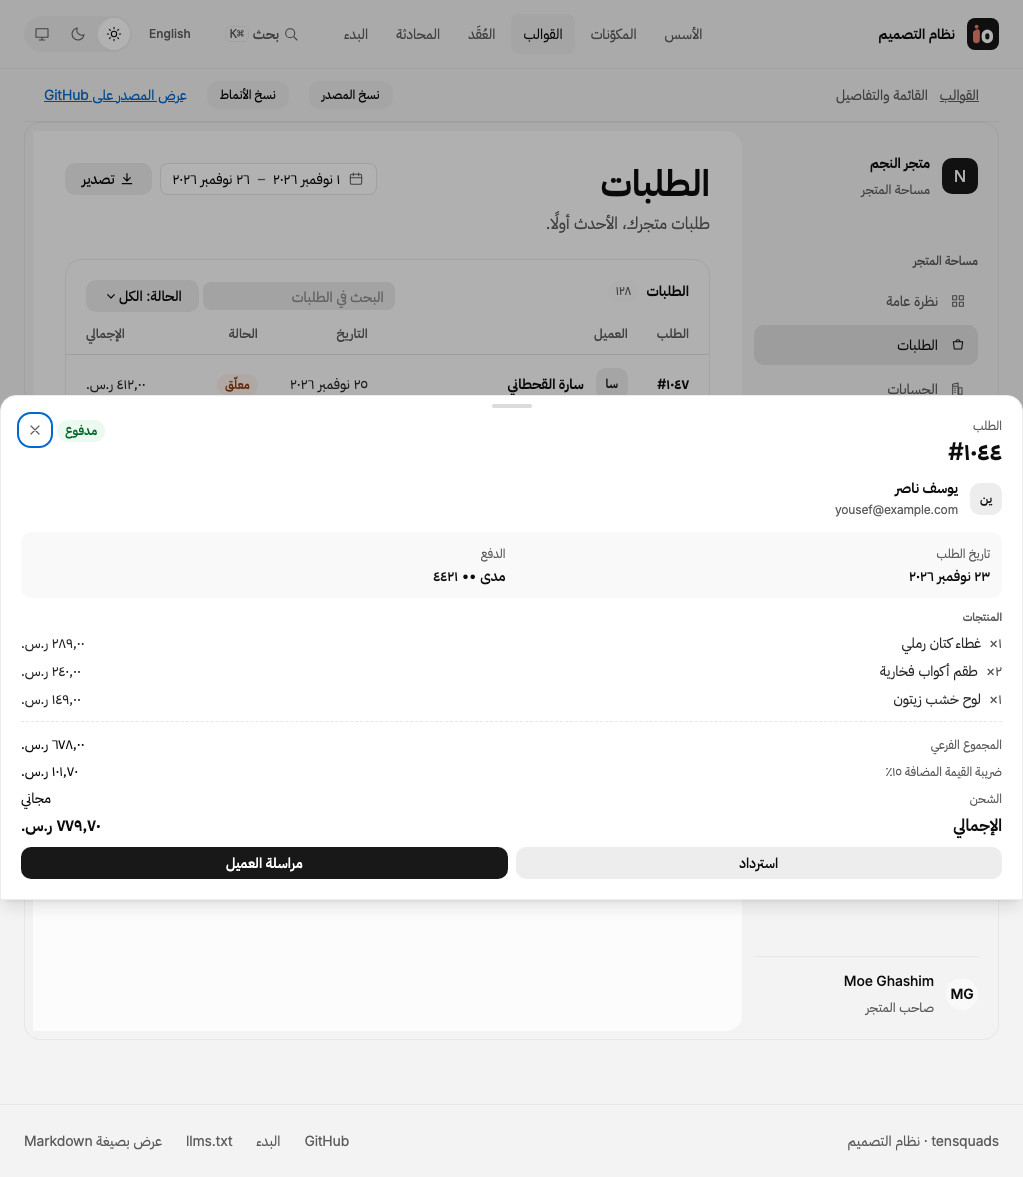 نظام التصميم
الأسس
المكوّنات
القوالب
العُقَد
المحادثة
البدء
بحث
⌘K
English
القوالب
القائمة والتفاصيل
نسخ المصدر
نسخ الأنماط
عرض المصدر على GitHub
N
متجر النجم
مساحة المتجر
مساحة المتجر
نظرة عامة
الطلبات
الحسابات
الطلبات
طلبات متجرك، الأحدث أولًا.
١ نوفمبر ٢٠٢٦ – ٢٦ نوفمبر ٢٠٢٦
تصدير
الطلبات ١٢٨
البحث في الطلبات
الحالة: الكل
الطلب العميل التاريخ الحالة الإجمالي
#١٠٤٧ سا سارة القحطاني ٢٥ نوفمبر ٢٠٢٦ معلّق ٤١٢٫٠٠ ر.س.
الطلب
#١٠٤٤
مدفوع
ين
يوسف ناصر
yousef@example.com
تاريخ الطلب
٢٣ نوفمبر ٢٠٢٦
الدفع
مدى •• ٤٤٢١
المنتجات
١× غطاء كتان رملي ٢٨٩٫٠٠ ر.س.
٢× طقم أكواب فخارية ٢٤٠٫٠٠ ر.س.
١× لوح خشب زيتون ١٤٩٫٠٠ ر.س.
المجموع الفرعي ٦٧٨٫٠٠ ر.س.
ضريبة القيمة المضافة ١٥٪ ١٠١٫٧٠ ر.س.
الشحن مجاني
الإجمالي ٧٧٩٫٧٠ ر.س.
استرداد
مراسلة العميل
MG
Moe Ghashim
صاحب المتجر
tensquads · نظام التصميم
GitHub
البدء
llms.txt
عرض بصيغة Markdown